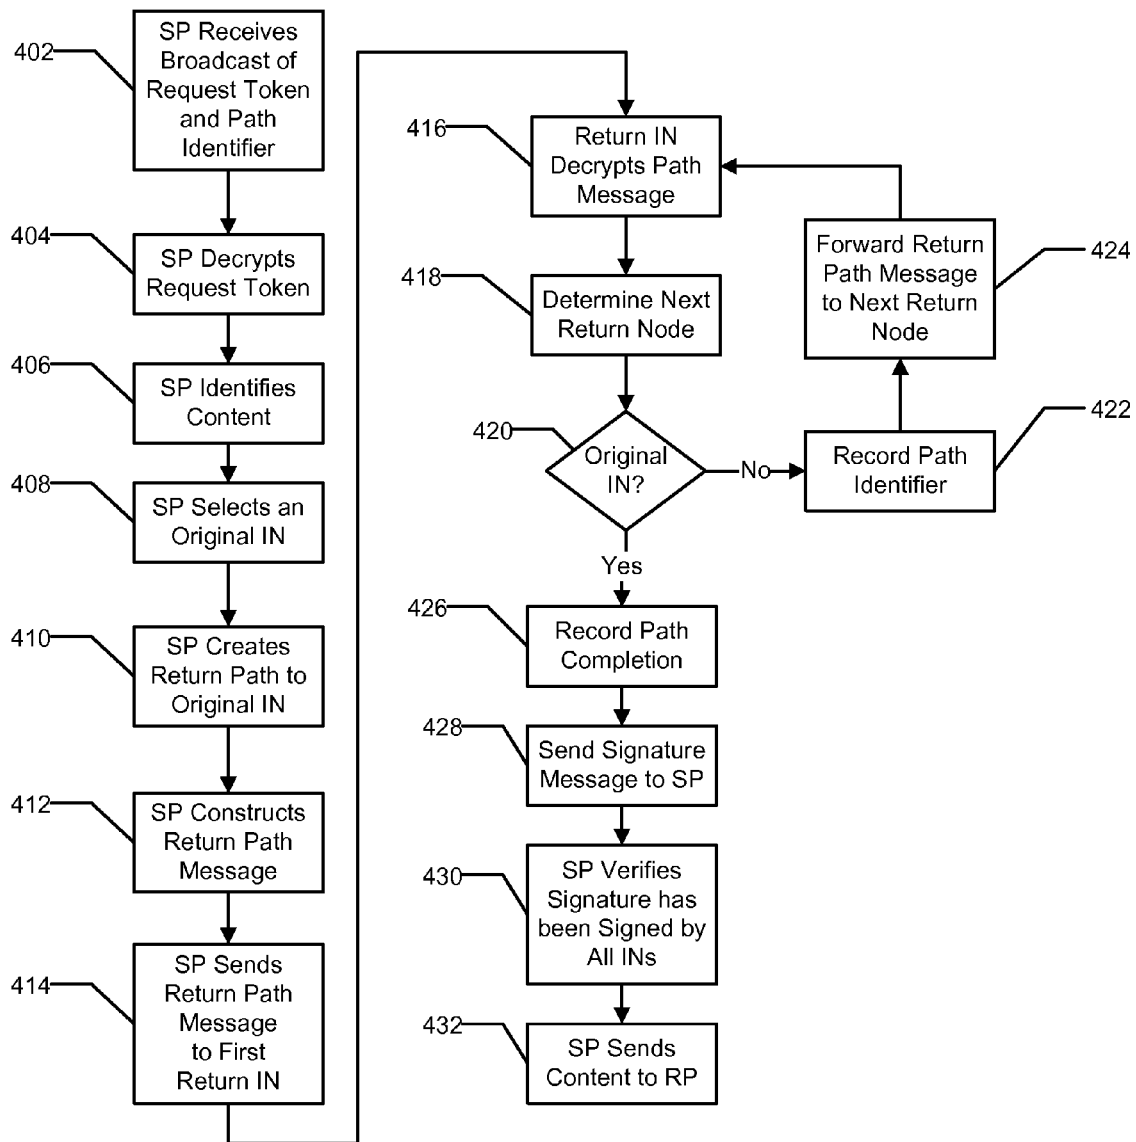 402
SP Receives
Broadcast of
Request Token
and Path
Identifier
404
SP Decrypts
Request Token
406
SP Identifies
Content
408
SP Selects an
Original IN
410
SP Creates
Return Path to
Original IN
412
SP Constructs
Return Path
Message
414
SP Sends
Return Path
Message
to First
Return IN
416
Return IN
Decrypts Path
Message
418
Determine Next
Return Node
420
Original
IN?
No
Record Path
Identifier
422
Forward Return
Path Message
to Next Return
Node
424
Yes
426
Record Path
Completion
428
Send Signature
Message to SP
430
SP Verifies
Signature has
been Signed by
All INs
432
SP Sends
Content to RP